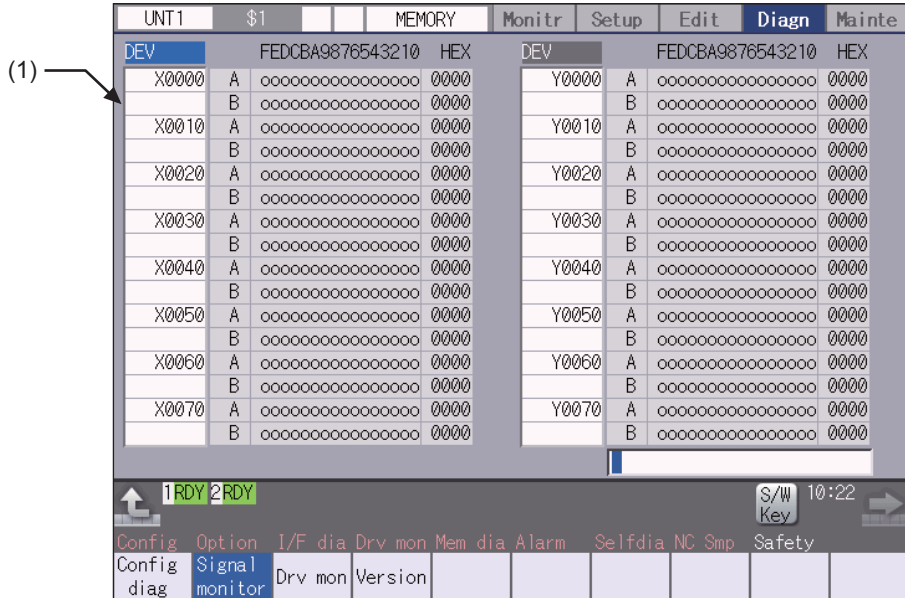 UNT1 $1 MEMORY Monitr Setup Edit Diagn Mainte
DEV FEDCBA9876543210 HEX DEV FEDCBA9876543210 HEX
(1)
X0000 A oooooooooooooooo 0000 Y0000 A oooooooooooooooo 0000
B oooooooooooooooo 0000 B oooooooooooooooo 0000
X0010 A oooooooooooooooo 0000 Y0010 A oooooooooooooooo 0000
B oooooooooooooooo 0000 B oooooooooooooooo 0000
X0020 A oooooooooooooooo 0000 Y0020 A oooooooooooooooo 0000
B oooooooooooooooo 0000 B oooooooooooooooo 0000
X0030 A oooooooooooooooo 0000 Y0030 A oooooooooooooooo 0000
B oooooooooooooooo 0000 B oooooooooooooooo 0000
X0040 A oooooooooooooooo 0000 Y0040 A oooooooooooooooo 0000
B oooooooooooooooo 0000 B oooooooooooooooo 0000
X0050 A oooooooooooooooo 0000 Y0050 A oooooooooooooooo 0000
B oooooooooooooooo 0000 B oooooooooooooooo 0000
X0060 A oooooooooooooooo 0000 Y0060 A oooooooooooooooo 0000
B oooooooooooooooo 0000 B oooooooooooooooo 0000
X0070 A oooooooooooooooo 0000 Y0070 A oooooooooooooooo 0000
B oooooooooooooooo 0000 B oooooooooooooooo 0000
1RDY 2RDY S/W 10:22
Key
Config Option I/F dia Drv mon Mem dia Alarm Selfdia NC Smp Safety
Config Signal Drv mon Version
diag monitor